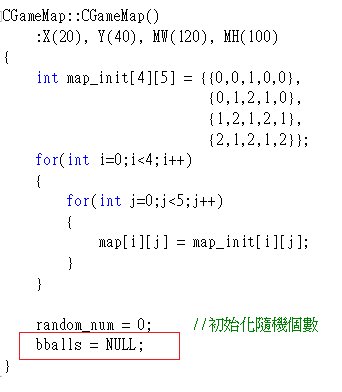 CGameMap::CGameMap()
:X(20), Y(40), MW(120), MH(100)
{
int map_init[4][5] = {{0,0,1,0,0},
{0,1,2,1,0},
{1,2,1,2,1},
{2,1,2,1,2}};
for(int i=0;i<4;i++)
{
for(int j=0;j<5;j++)
{
map[i][j] = map_init[i][j];
}
}
random_num = 0; //初始化隨機個數
bballs = NULL;
}